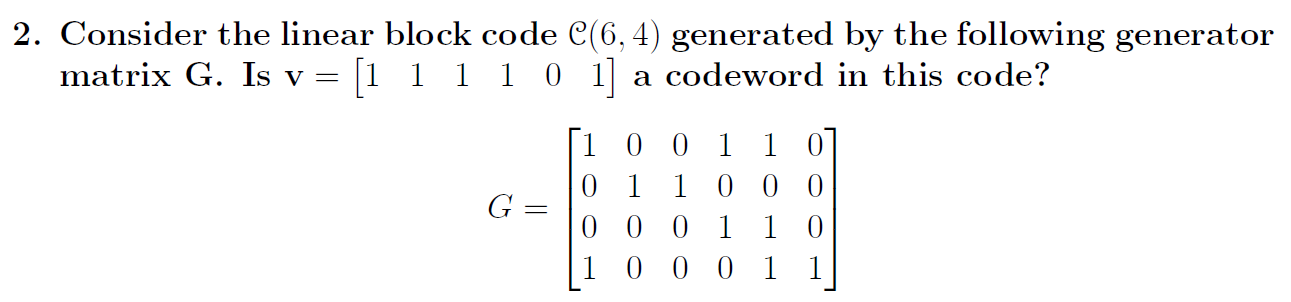 2. Consider the linear block code 𝒞(6, 4) generated by the following generator
matrix G. Is v = [1 1 1 1 0 1] a codeword in this code?
G = [1 0 0 1 1 0
0 1 1 0 0 0
0 0 0 1 1 0
1 0 0 0 1 1]